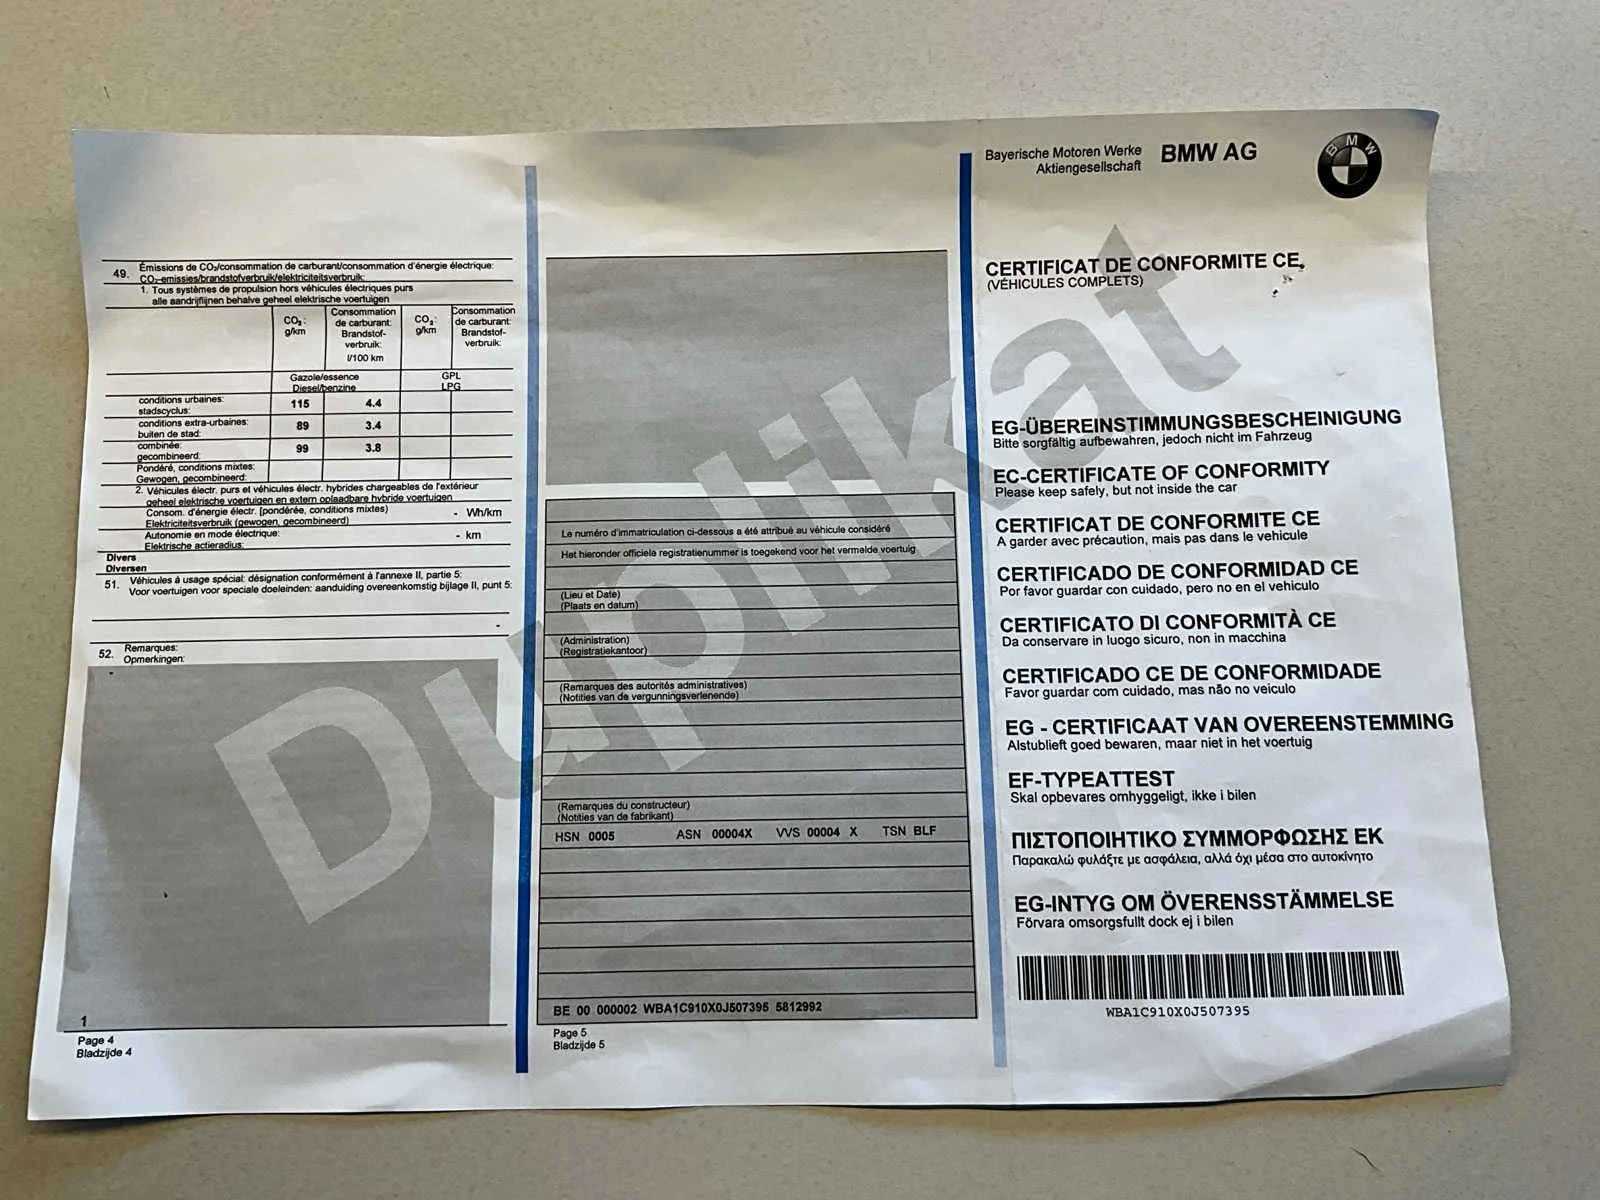 49. Émissions de CO₂/consommation de carburant/consommation d'énergie électrique:
CO₂-emissies/brandstofverbruik/elektriciteitsverbruik:
1. Tous systèmes de propulsion hors véhicules électriques purs
alle aandrijflijnen behalve geheel elektrische voertuigen
CO₂: g/km
Consommation de carburant: Brandstof-verbruik: l/100 km
CO₂: g/km
Consommation de carburant: Brandstof-verbruik:
Gazole/essence
Diesel/benzine
GPL
LPG
conditions urbaines: 115 4.4
stadscyclus:
conditions extra-urbaines: 89 3.4
buiten de stad:
combinée: 99 3.8
gecombineerd:
Pondéré, conditions mixtes:
Gewogen, gecombineerd:
2. Véhicules électr. purs et véhicules électr. hybrides chargeables de l'extérieur
geheel elektrische voertuigen en extern oplaadbare hybride voertuigen
Consom. d'énergie électr. [pondérée, conditions mixtes) - Wh/km
Elektriciteitsverbruik (gewogen, gecombineerd)
Autonomie en mode électrique: - km
Elektrische actieradius:
Divers
Diversen
51. Véhicules à usage spécial: désignation conformément à l'annexe II, partie 5:
Voor voertuigen voor speciale doeleinden: aanduiding overeenkomstig bijlage II, punt 5:
-
52. Remarques:
Opmerkingen:
-
1
Page 4
Bladzijde 4
Le numéro d'immatriculation ci-dessous a été attribué au véhicule considéré
Het hieronder officiele registratienummer is toegekend voor het vermelde voertuig
(Lieu et Date)
(Plaats en datum)
(Administration)
(Registratiekantoor)
(Remarques des autorités administratives)
(Notities van de vergunningsverlenende)
(Remarques du constructeur)
(Notities van de fabrikant)
HSN 0005 ASN 00004X VVS 00004 X TSN BLF
BE 00 000002 WBA1C910X0J507395 5812992
Page 5
Bladzijde 5
Duplikat
Bayerische Motoren Werke
Aktiengesellschaft
BMW AG
BMW
CERTIFICAT DE CONFORMITE CE
(VÉHICULES COMPLETS)
EG-ÜBEREINSTIMMUNGSBESCHEINIGUNG
Bitte sorgfältig aufbewahren, jedoch nicht im Fahrzeug
EC-CERTIFICATE OF CONFORMITY
Please keep safely, but not inside the car
CERTIFICAT DE CONFORMITE CE
A garder avec précaution, mais pas dans le vehicule
CERTIFICADO DE CONFORMIDAD CE
Por favor guardar con cuidado, pero no en el vehiculo
CERTIFICATO DI CONFORMITÀ CE
Da conservare in luogo sicuro, non in macchina
CERTIFICADO CE DE CONFORMIDADE
Favor guardar com cuidado, mas não no veiculo
EG - CERTIFICAAT VAN OVEREENSTEMMING
Alstublieft goed bewaren, maar niet in het voertuig
EF-TYPEATTEST
Skal opbevares omhyggeligt, ikke i bilen
ΠΙΣΤΟΠΟΙΗΤΙΚΟ ΣΥΜΜΟΡΦΩΣΗΣ ΕΚ
Παρακαλώ φυλάξτε με ασφάλεια, αλλά όχι μέσα στο αυτοκίνητο
EG-INTYG OM ÖVERENSSTÄMMELSE
Förvara omsorgsfullt dock ej i bilen
WBA1C910X0J507395